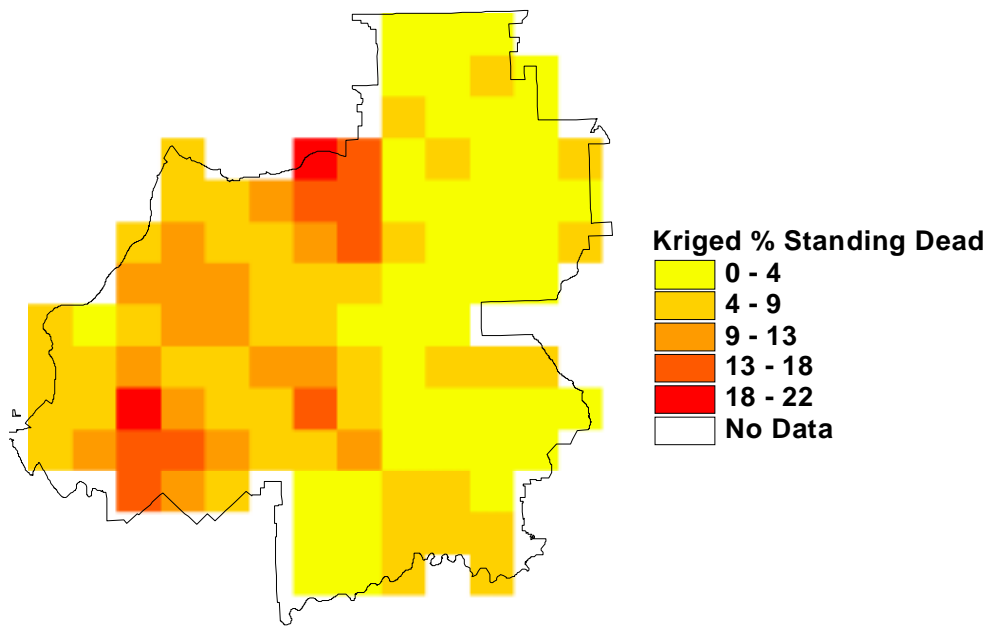 Kriged % Standing Dead
0 - 4
4 - 9
9 - 13
13 - 18
18 - 22
No Data